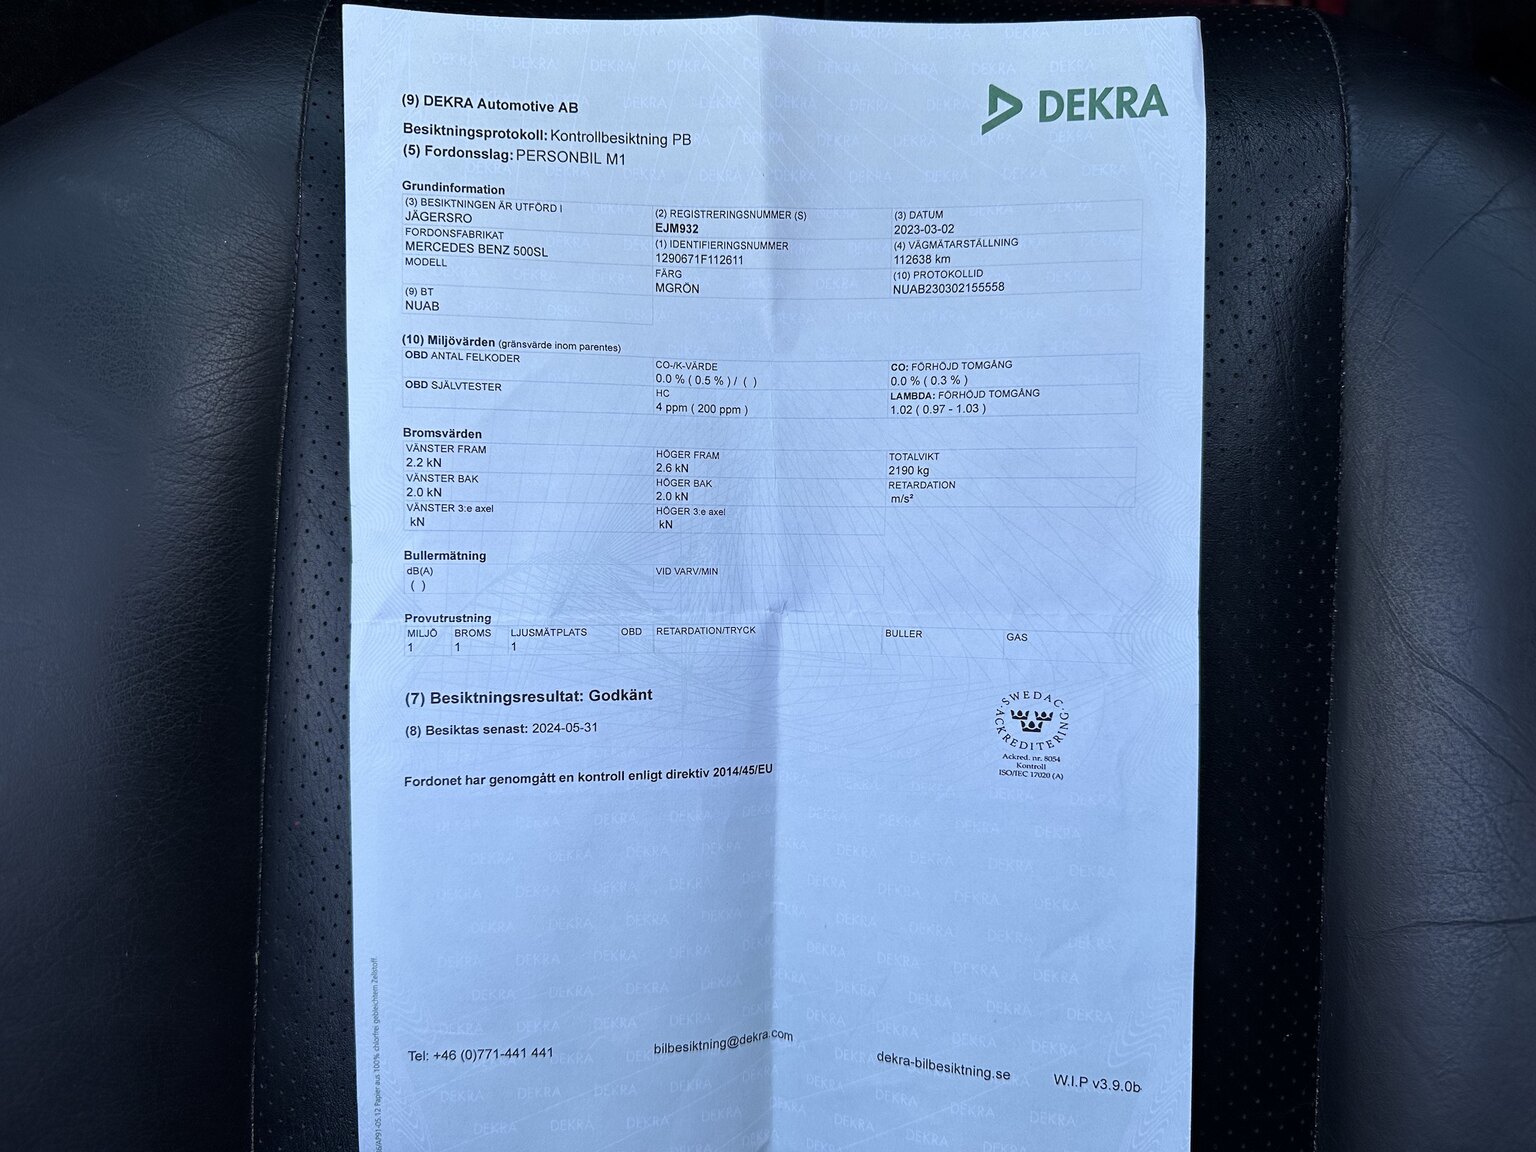 (9) DEKRA Automotive AB
DEKRA
Besiktningsprotokoll: Kontrollbesiktning PB
(5) Fordonsslag: PERSONBIL M1
Grundinformation
(3) BESIKTNINGEN ÄR UTFÖRD I
JÄGERSRO
(2) REGISTRERINGSNUMMER (S)
EJM932
(3) DATUM
2023-03-02
FORDONSFABRIKAT
MERCEDES BENZ 500SL
(1) IDENTIFIERINGSNUMMER
1290671F112611
(4) VÄGMÄTARSTÄLLNING
112638 km
MODELL
FÄRG
MGRÖN
(10) PROTOKOLLID
NUAB230302155558
(9) BT
NUAB
(10) Miljövärden (gränsvärde inom parentes)
OBD ANTAL FELKODER
CO-/K-VÄRDE
0.0 % ( 0.5 % ) / ( )
CO: FÖRHÖJD TOMGÅNG
0.0 % ( 0.3 % )
OBD SJÄLVTESTER
HC
4 ppm ( 200 ppm )
LAMBDA: FÖRHÖJD TOMGÅNG
1.02 ( 0.97 - 1.03 )
Bromsvärden
VÄNSTER FRAM
2.2 kN
HÖGER FRAM
2.6 kN
TOTALVIKT
2190 kg
VÄNSTER BAK
2.0 kN
HÖGER BAK
2.0 kN
RETARDATION
m/s²
VÄNSTER 3:e axel
kN
HÖGER 3:e axel
kN
Bullermätning
dB(A)
( )
VID VARV/MIN
Provutrustning
MILJÖ BROMS LJUSMÄTPLATS OBD RETARDATION/TRYCK BULLER GAS
1 1 1
(7) Besiktningsresultat: Godkänt
(8) Besiktas senast: 2024-05-31
SWEDAC
ACKREDITERING
Ackred. nr. 8054
Kontroll
ISO/IEC 17020 (A)
Fordonet har genomgått en kontroll enligt direktiv 2014/45/EU
Papier aus 100% chlorfrei gebleichtem Zellstoff.
Tel: +46 (0)771-441 441
bilbesiktning@dekra.com
dekra-bilbesiktning.se
W.I.P v3.9.0b